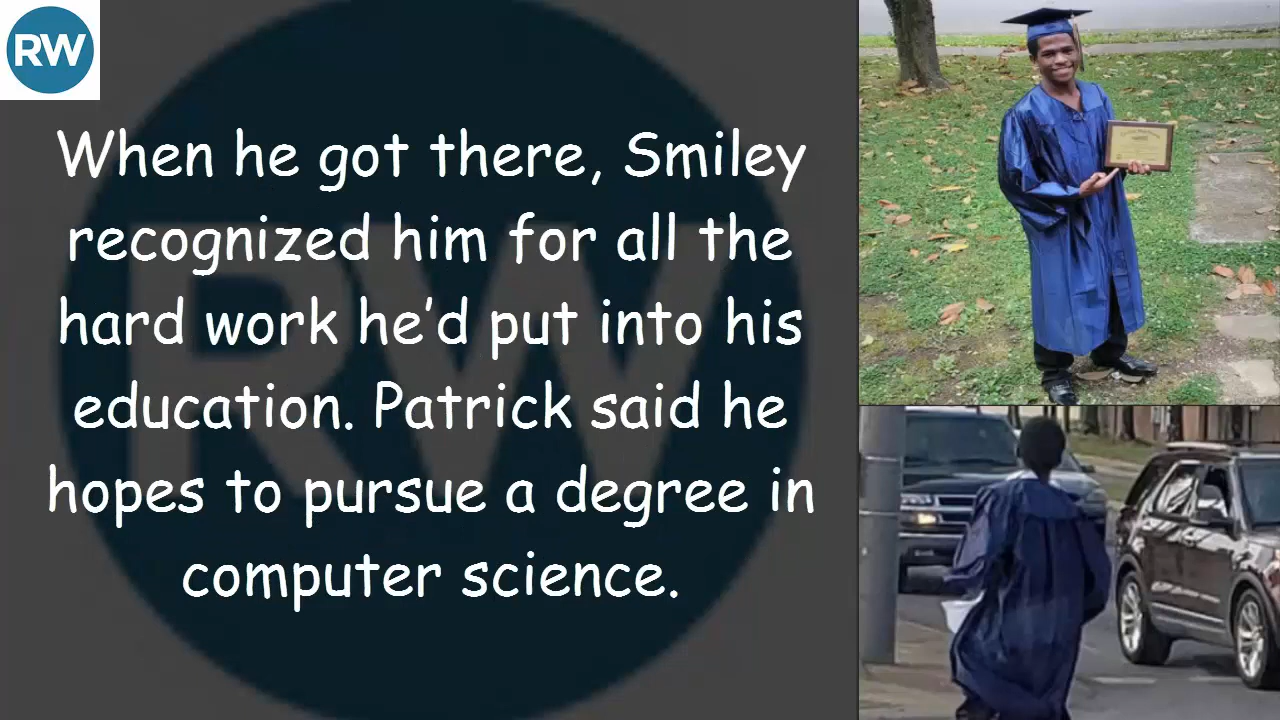 RW
When he got there, Smiley
recognized him for all the
hard work he’d put into his
education. Patrick said he
hopes to pursue a degree in
computer science.